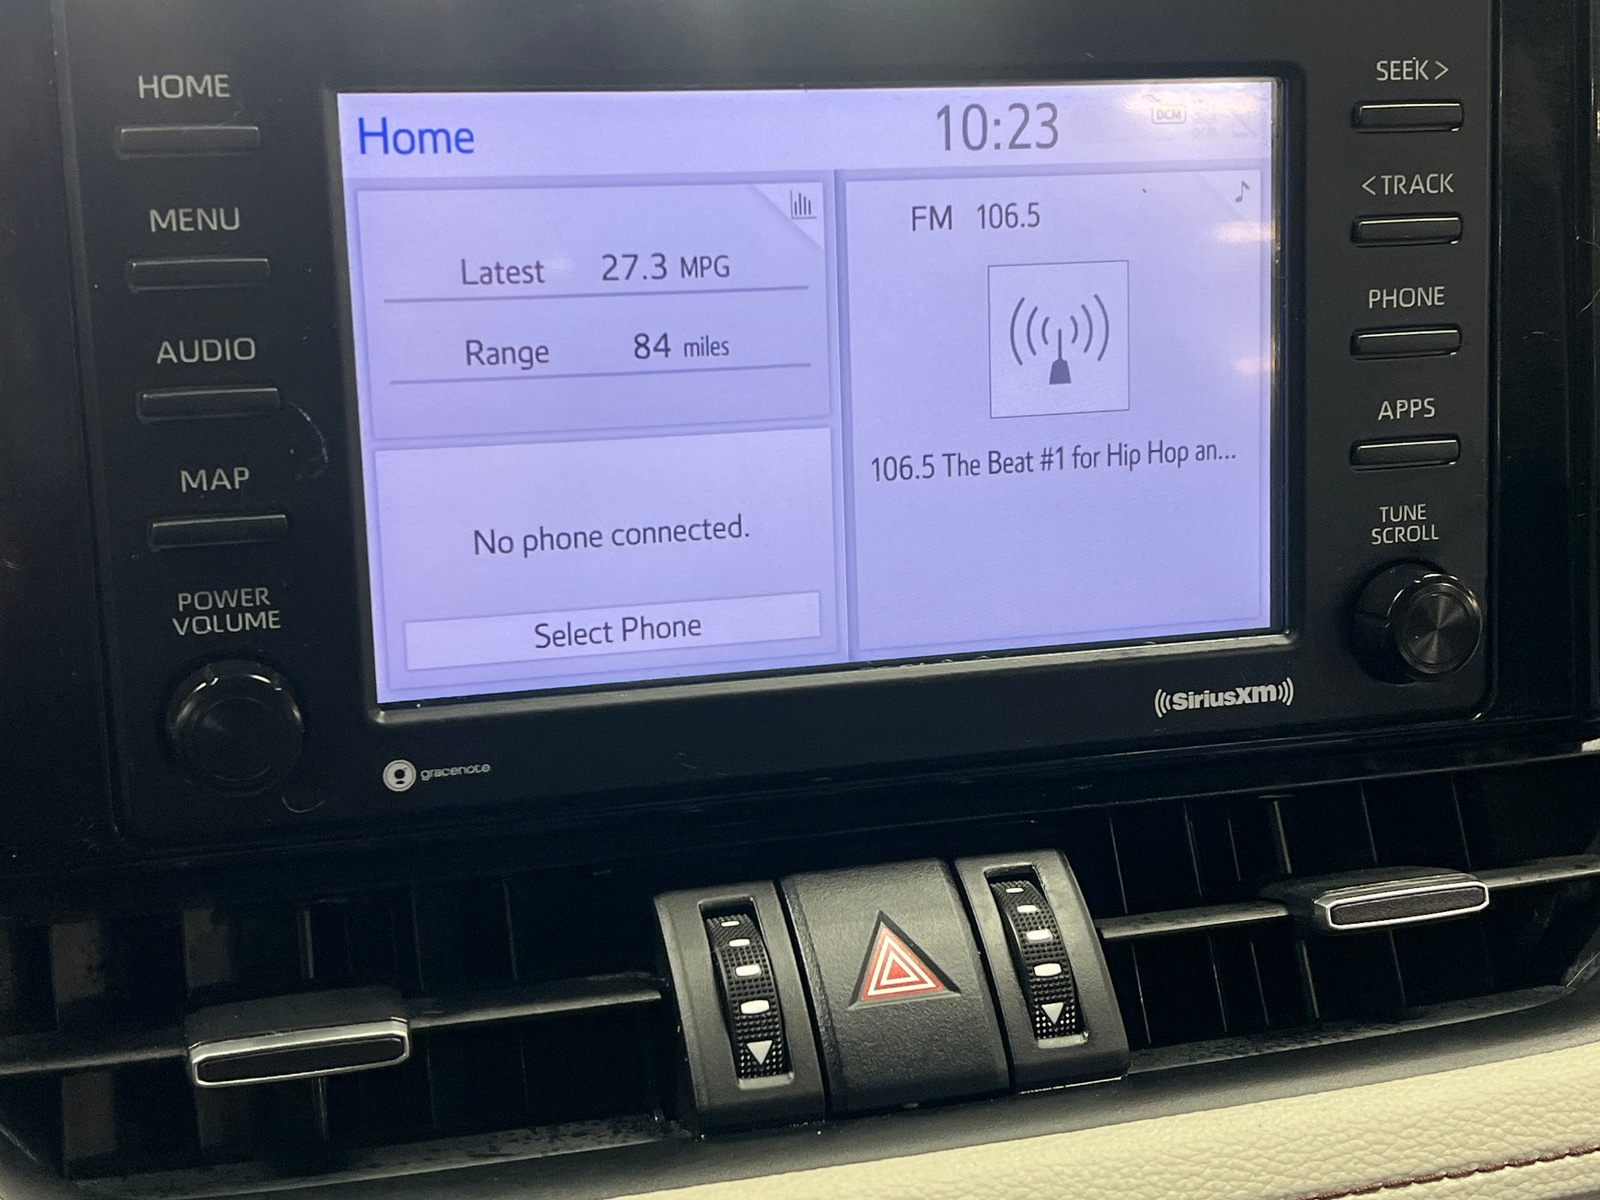 HOME
MENU
AUDIO
MAP
POWER
VOLUME
Home
10:23
DCM
Latest 27.3 MPG
Range 84 miles
No phone connected.
Select Phone
FM 106.5
106.5 The Beat #1 for Hip Hop an...
SEEK >
< TRACK
PHONE
APPS
TUNE
SCROLL
gracenote
SiriusXM